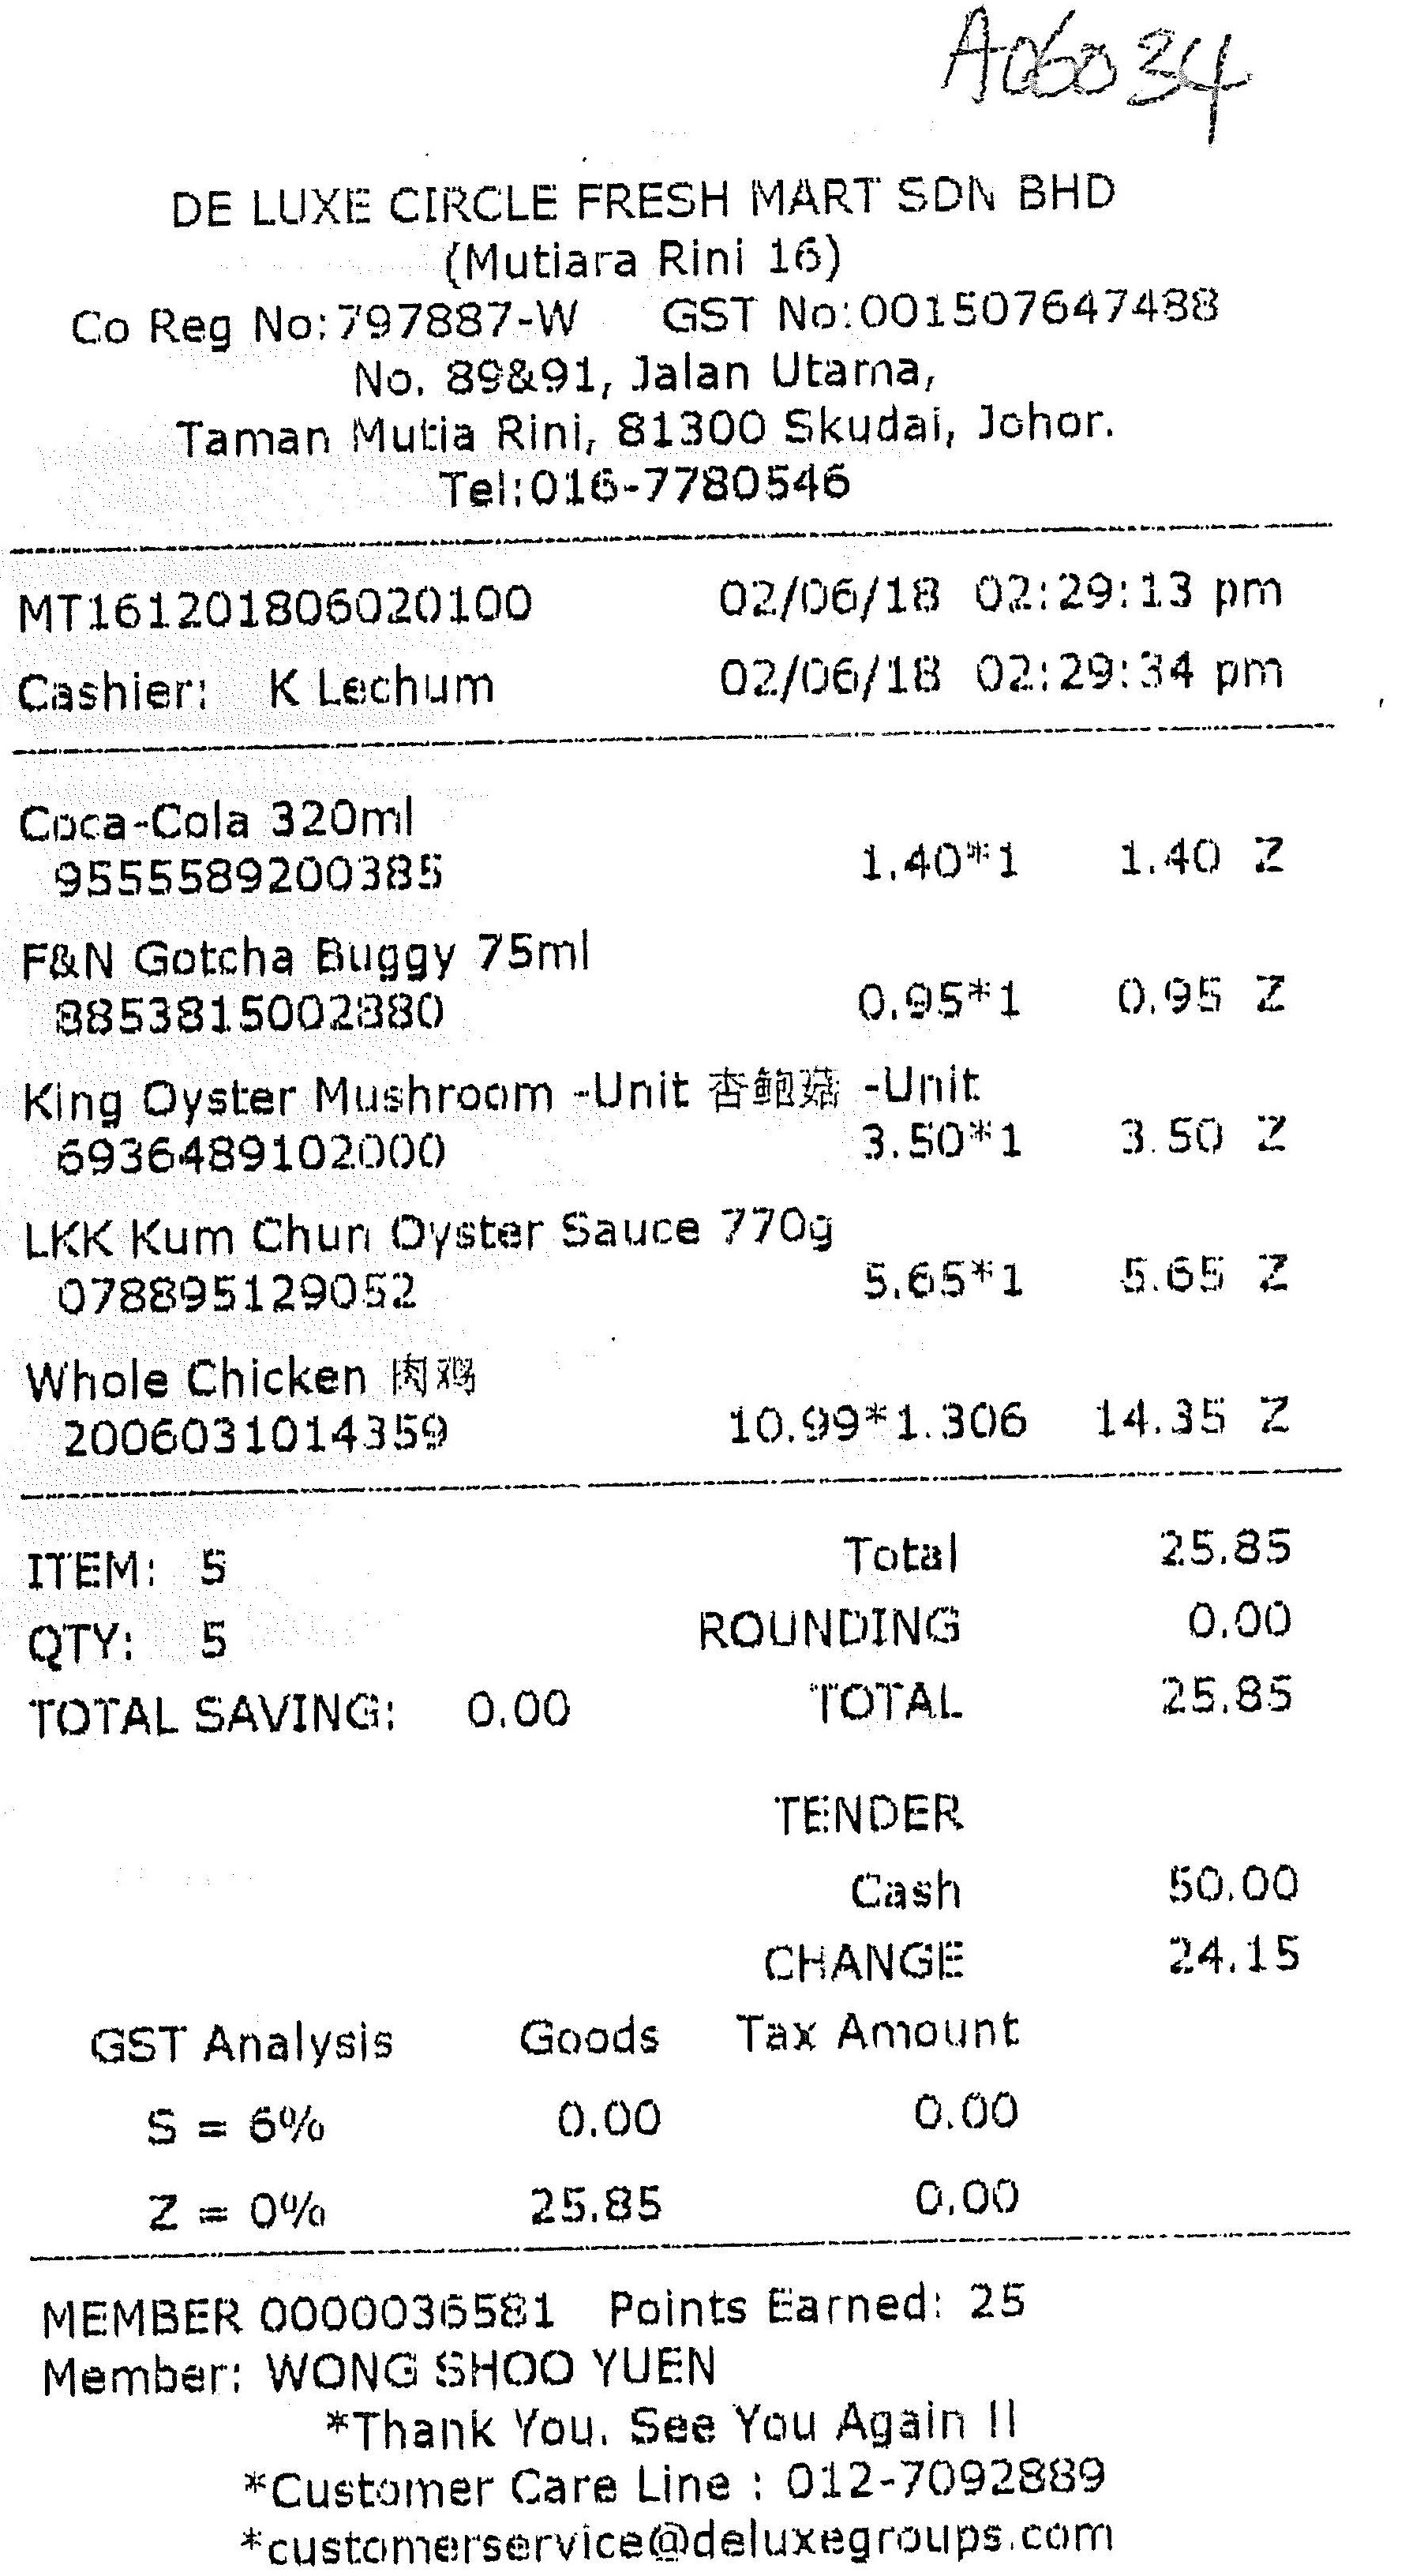 A06034
DE LUXE CIRCLE FRESH MART SDN BHD
(Mutiara Rini 16)
Co Reg No:797887-W GST No:001507647488
No. 89&91, Jalan Utama,
Taman Mutia Rini, 81300 Skudai, Johor.
Tel:016-7780546
MT161201806020100 02/06/18 02:29:13 pm
Cashier: K Lechum 02/06/18 02:29:34 pm
Coca-Cola 320ml
9555589200385 1.40*1 1.40 Z
F&N Gotcha Buggy 75ml
8853815002880 0.95*1 0.95 Z
King Oyster Mushroom -Unit 杏鲍菇 -Unit
6936489102000 3.50*1 3.50 Z
LKK Kum Chun Oyster Sauce 770g
078895129052 5.65*1 5.65 Z
Whole Chicken 肉鸡
2006031014359 10.99*1.306 14.35 Z
ITEM: 5 Total 25.85
QTY: 5 ROUNDING 0.00
TOTAL SAVING: 0.00 TOTAL 25.85
TENDER
Cash 50.00
CHANGE 24.15
GST Analysis Goods Tax Amount
S = 6% 0.00 0.00
Z = 0% 25.85 0.00
MEMBER 0000036581 Points Earned: 25
Member: WONG SHOO YUEN
*Thank You. See You Again !!
*Customer Care Line : 012-7092889
*customerservice@deluxegroups.com